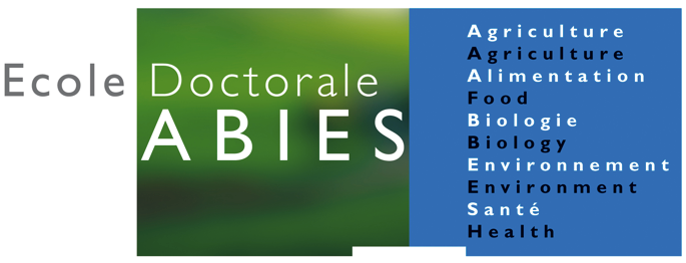 Ecole Doctorale
ABIES
Agriculture
Agriculture
Alimentation
Food
Biologie
Biology
Environnement
Environment
Santé
Health